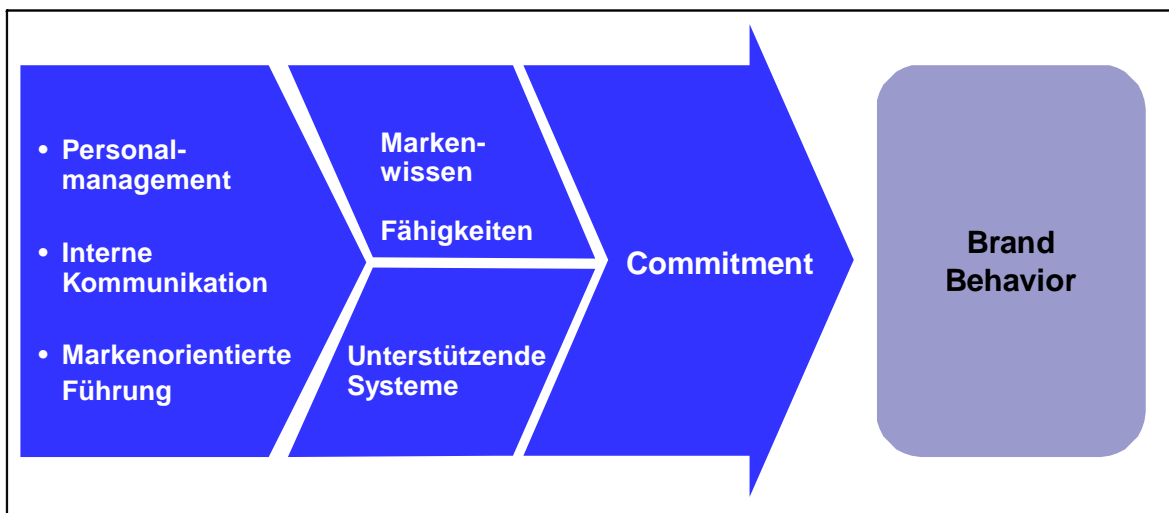 • Personal-
management
• Interne
Kommunikation
• Markenorientierte
Führung
Marken-
wissen
Fähigkeiten
Unterstützende
Systeme
Commitment
Brand
Behavior